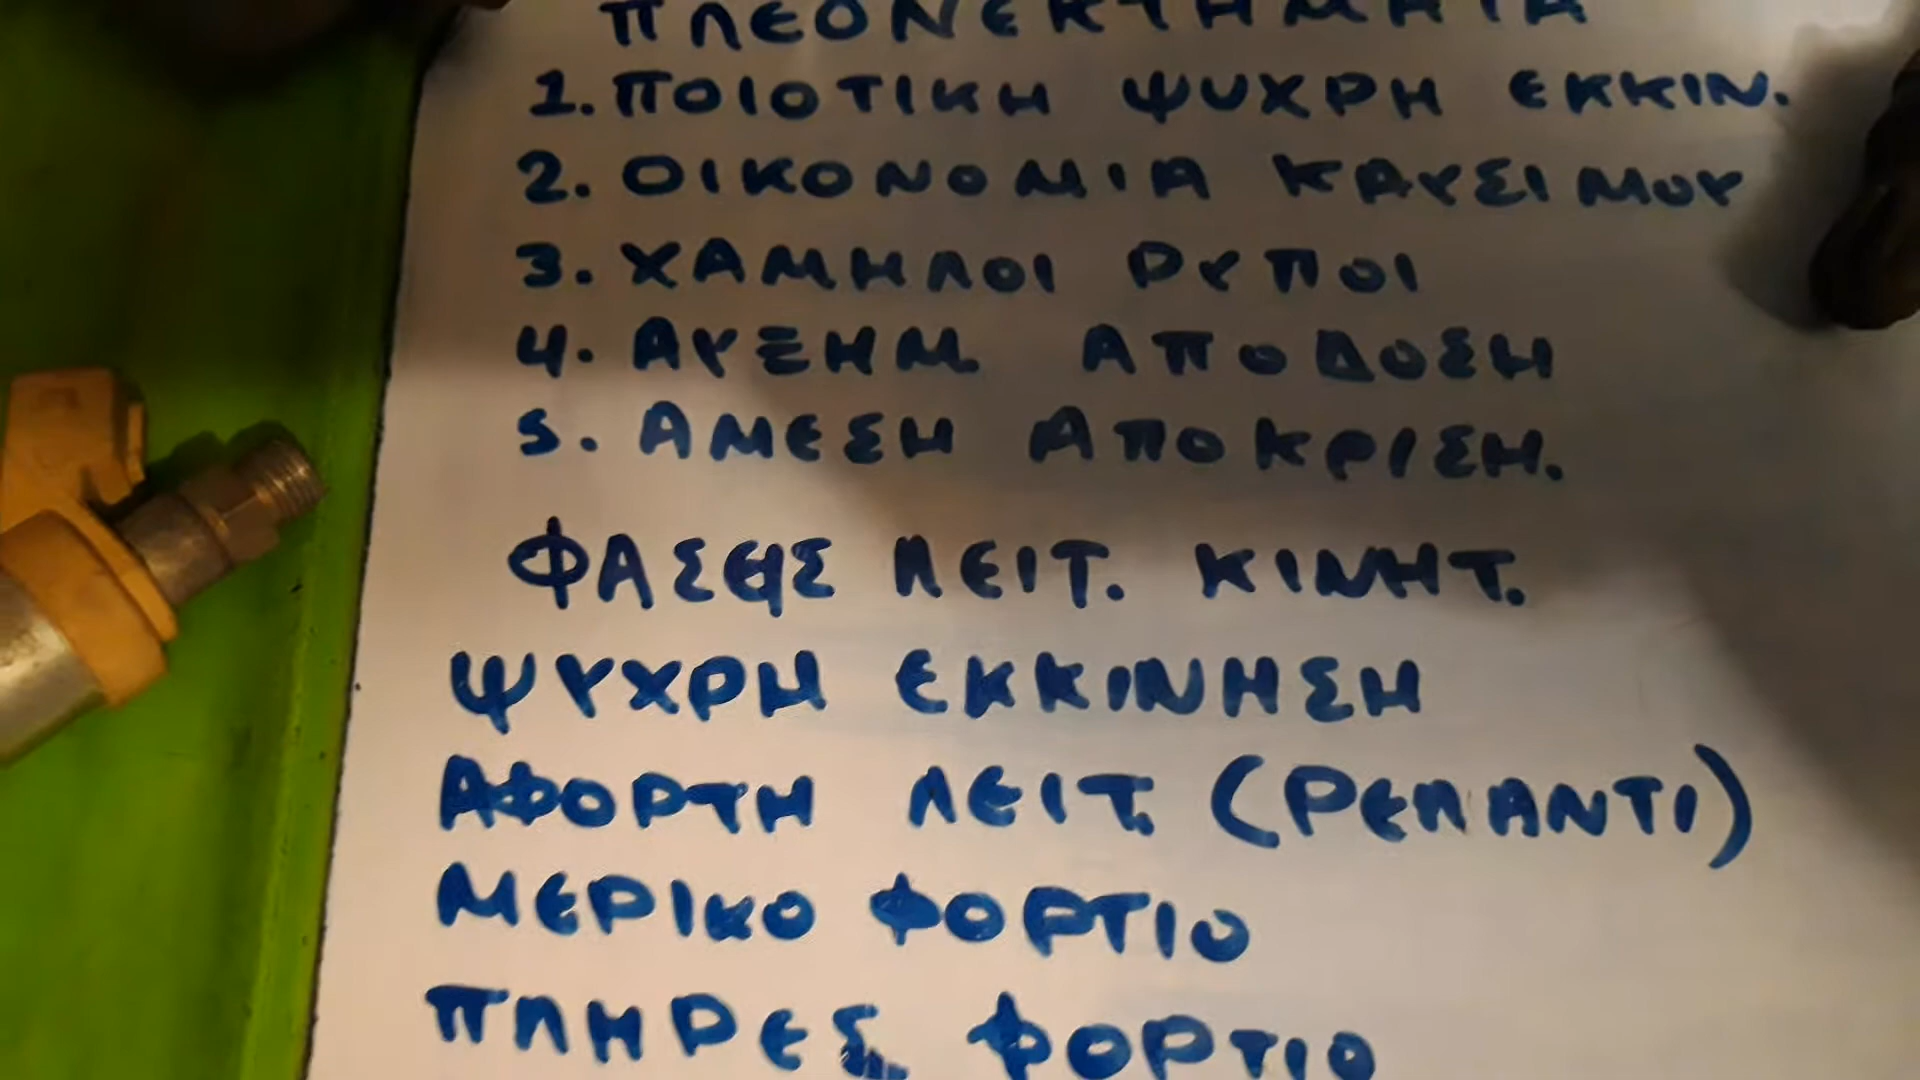 ΠΛΕΟΝΕΚΤΗΜΑΤΑ
1. ΠΟΙΟΤΙΚΗ ΨΥΧΡΗ ΕΚΚΙΝ.
2. ΟΙΚΟΝΟΜΙΑ ΚΑΥΣΙΜΟΥ
3. ΧΑΜΗΛΟΙ ΡΥΠΟΙ
4. ΑΥΞΗΜ. ΑΠΟΔΟΣΗ
5. ΑΜΕΣΗ ΑΠΟΚΡΙΣΗ.
ΦΑΣΕΙΣ ΛΕΙΤ. ΚΙΝΗΤ.
ΨΥΧΡΗ ΕΚΚΙΝΗΣΗ
ΑΦΟΡΤΗ ΛΕΙΤ. (ΡΕΛΑΝΤΙ)
ΜΕΡΙΚΟ ΦΟΡΤΙΟ
ΠΛΗΡΕΣ ΦΟΡΤΙΟ